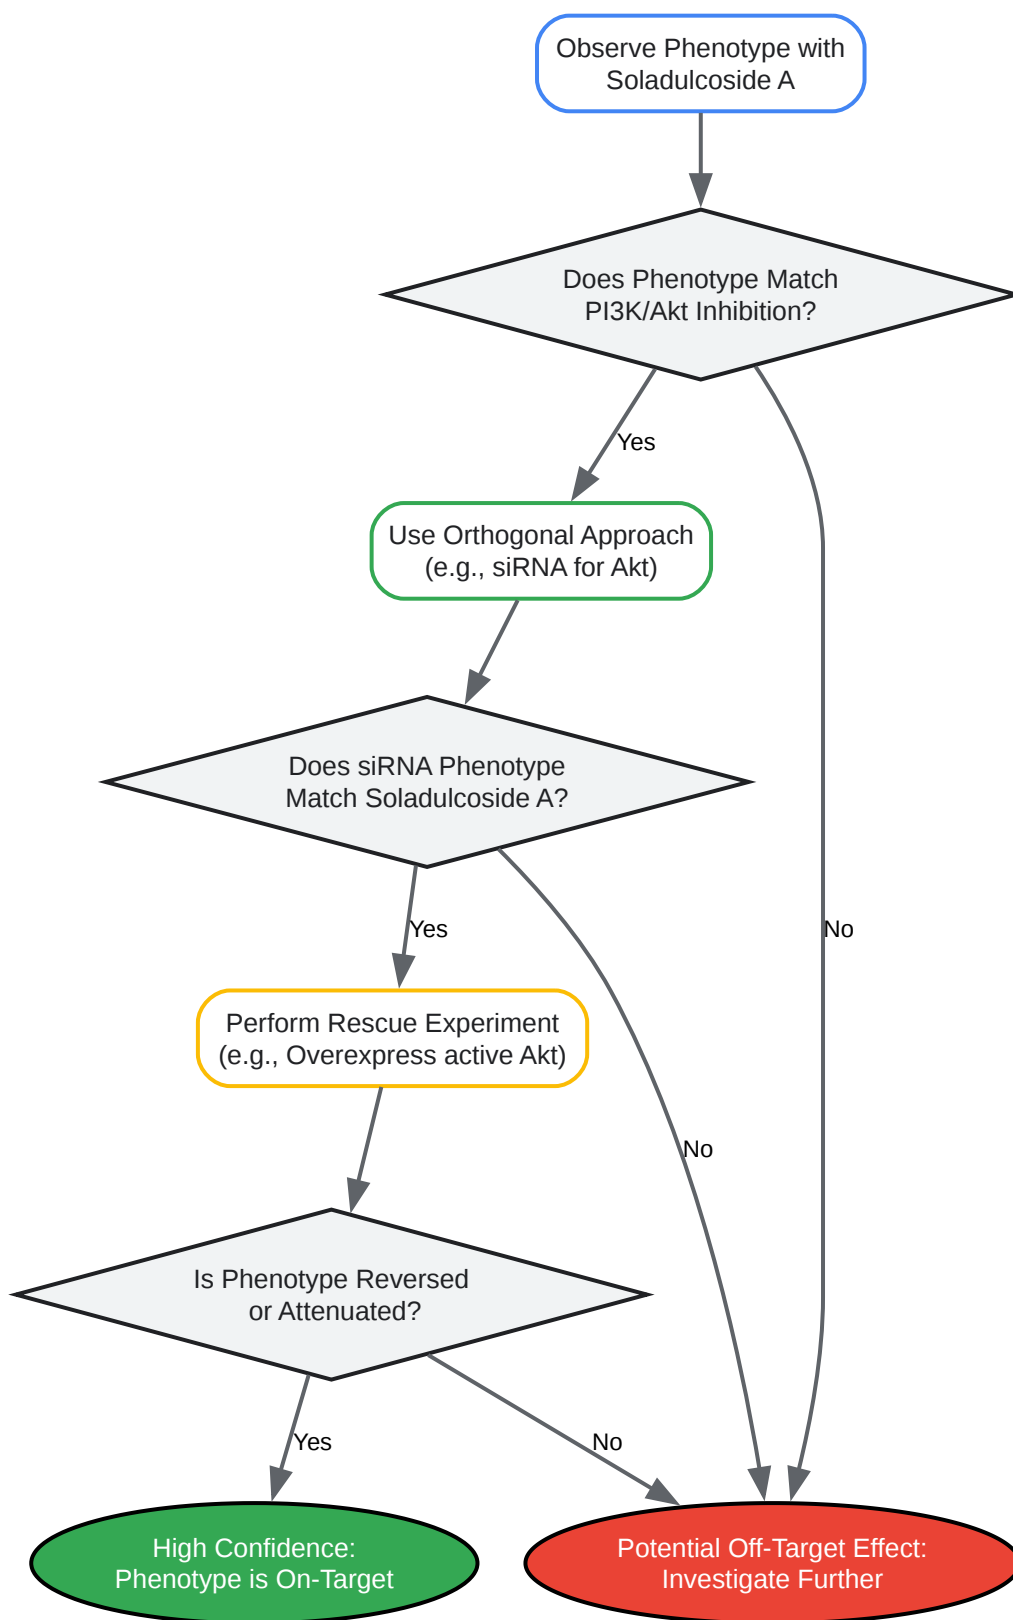 Observe Phenotype with
Soladulcoside A
Does Phenotype Match
PI3K/Akt Inhibition?
Yes
Use Orthogonal Approach
(e.g., siRNA for Akt)
Does siRNA Phenotype
Match Soladulcoside A?
Yes
No
Perform Rescue Experiment
(e.g., Overexpress active Akt)
No
Is Phenotype Reversed
or Attenuated?
Yes
No
High Confidence:
Phenotype is On-Target
Potential Off-Target Effect:
Investigate Further